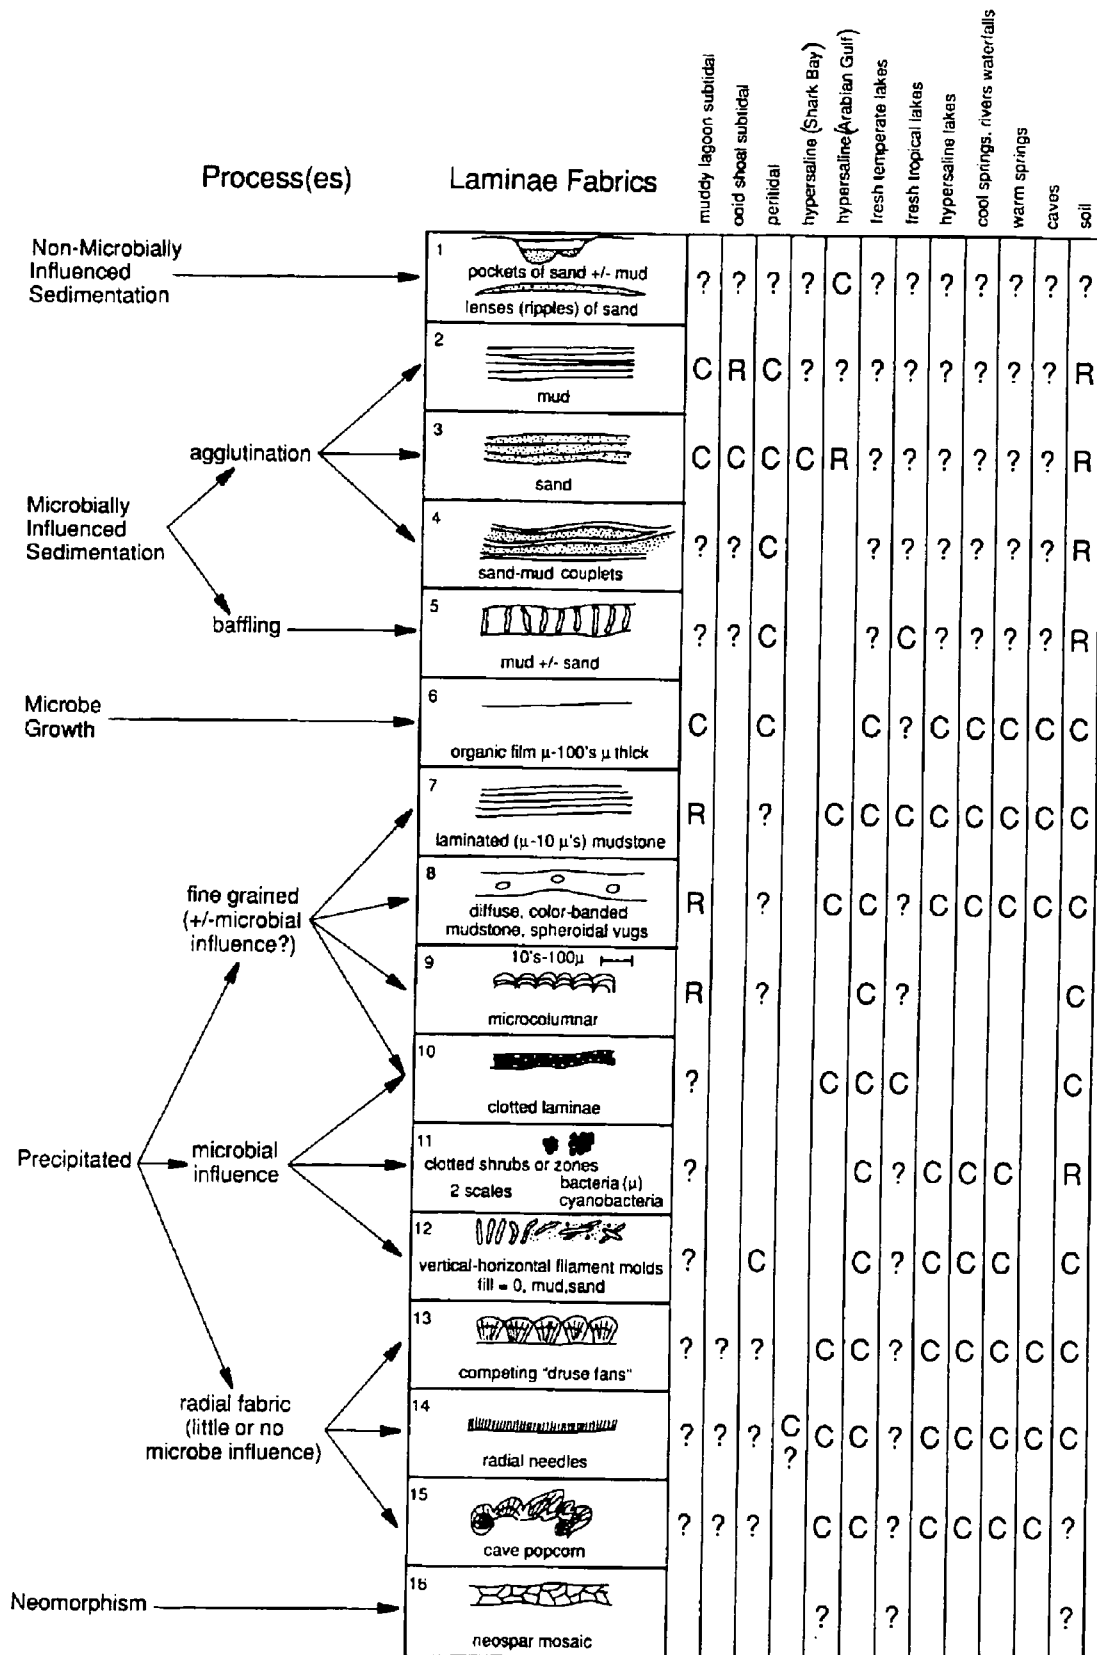 muddy lagoon subtidal
ooid shoal subtidal
peritidal
hypersaline (Shark Bay)
hypersaline (Arabian Gulf)
fresh temperate lakes
fresh tropical lakes
hypersaline lakes
cool springs, rivers waterfalls
warm springs
caves
soil
Process(es) Laminae Fabrics
Non-Microbially
Influenced
Sedimentation
1
pockets of sand +/- mud
lenses (ripples) of sand
? ? ? ? C ? ? ? ? ? ? ?
2
mud
C R C ? ? ? ? ? ? ? ? R
agglutination
3
sand
C C C C R ? ? ? ? ? ? R
Microbially
Influenced
Sedimentation
4
sand-mud couplets
? ? C ? ? ? ? ? ? R
baffling
5
mud +/- sand
? ? C ? C ? ? ? ? R
Microbe
Growth
6
organic film μ-100's μ thick
C C C ? C C C C C
7
laminated (μ-10 μ's) mudstone
R ? C C C C C C C C
fine grained
(+/-microbial
influence?)
8
diffuse, color-banded
mudstone, spheroidal vugs
R ? C C ? C C C C C
9
10's-100μ
microcolumnar
R ? C ? C
10
clotted laminae
? C C C C
Precipitated
microbial
influence
11
clotted shrubs or zones
2 scales
bacteria (μ)
cyanobacteria
? C ? C C C R
12
vertical-horizontal filament molds
fill = 0, mud,sand
? C C ? C C C C
13
competing "druse fans"
? ? ? C C ? C C C C C
radial fabric
(little or no
microbe influence)
14
radial needles
? ? ? C ? C C ? C C C C C
15
cave popcorn
? ? ? C C ? C C C C ?
Neomorphism
16
neospar mosaic
? ? ?